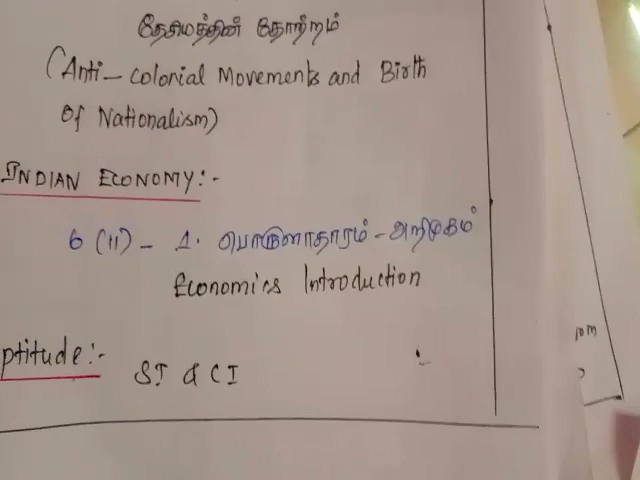 தேசியத்தின் தோற்றம்
(Anti-colonial Movements and Birth
Of Nationalism)
INDIAN ECONOMY:-
6 (II) - 1. பொருளாதாரம் - அறிமுகம்
Economics Introduction
ptitude:-
SI & CI